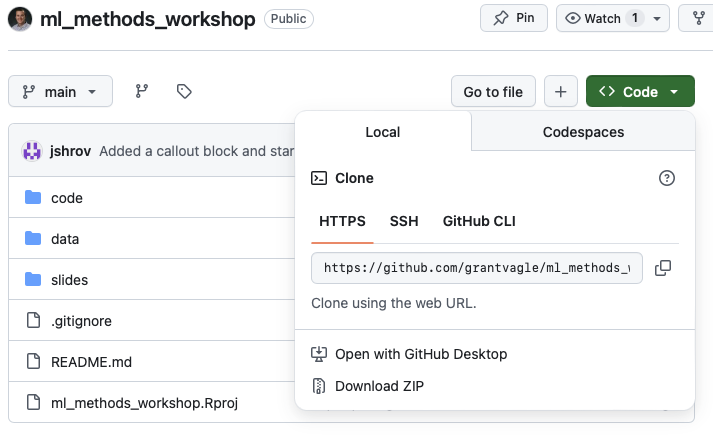 ml_methods_workshop Public
Pin Watch 1
main Go to file Code
Local Codespaces
jshrov Added a callout block and star
Clone
code
HTTPS SSH GitHub CLI
data
https://github.com/grantvagle/ml_methods_
slides
Clone using the web URL.
.gitignore
Open with GitHub Desktop
README.md
Download ZIP
ml_methods_workshop.Rproj